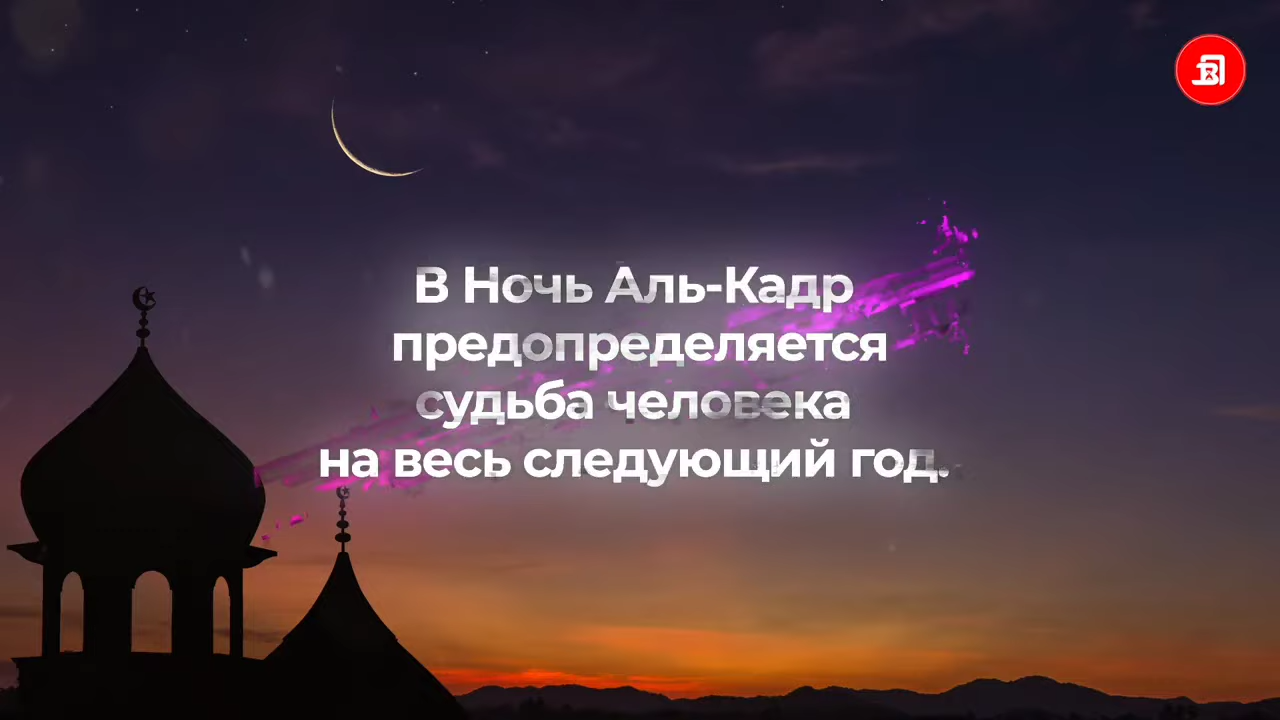 В Ночь Аль-Кадр
предопределяется
судьба человека
на весь следующий год.